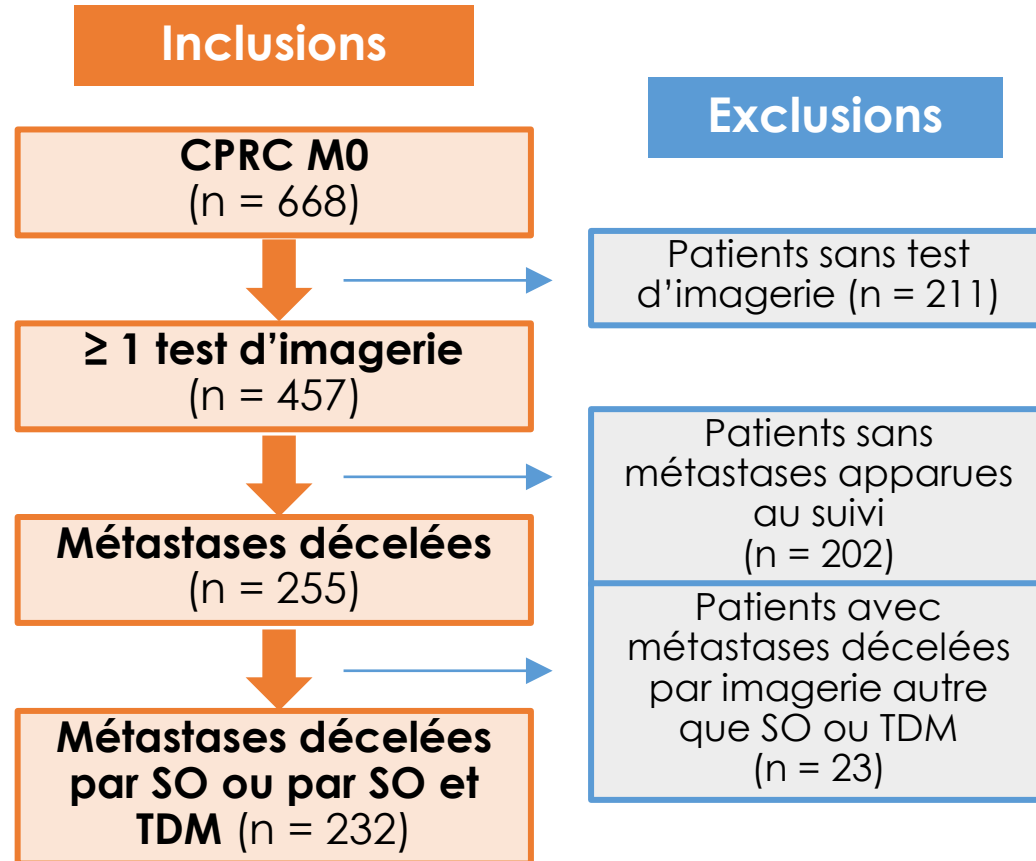 Inclusions
CPRC M0
(n = 668)
≥ 1 test d’imagerie
(n = 457)
Métastases décelées
(n = 255)
Métastases décelées
par SO ou par SO et
TDM (n = 232)
Exclusions
Patients sans test
d’imagerie (n = 211)
Patients sans
métastases apparues
au suivi
(n = 202)
Patients avec
métastases décelées
par imagerie autre
que SO ou TDM
(n = 23)